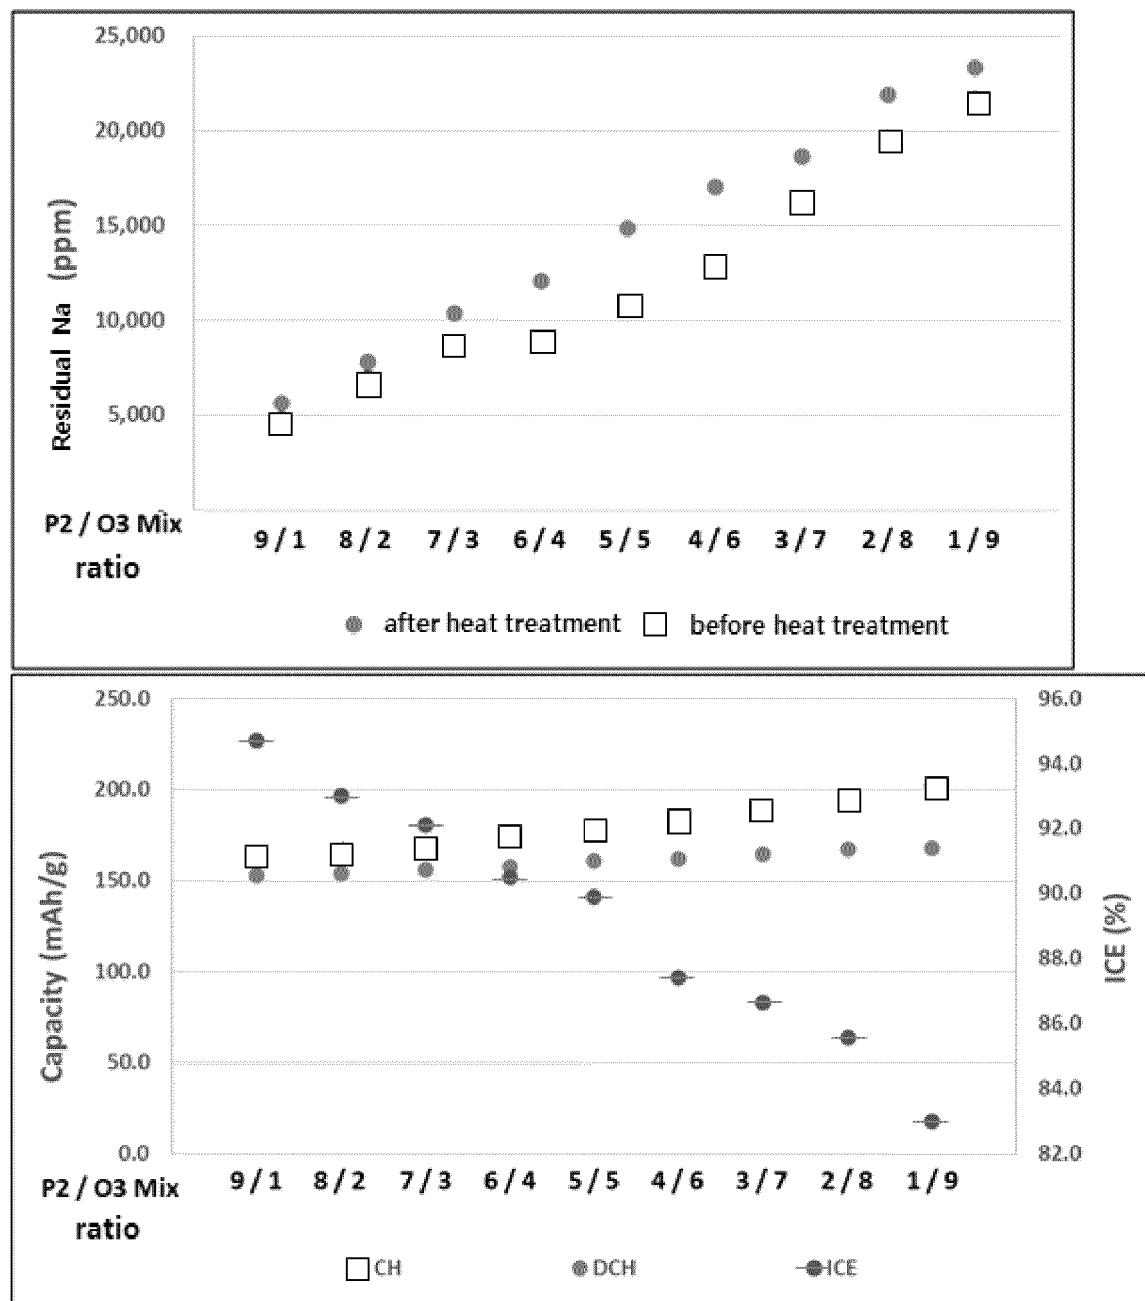 25,000
20,000
15,000
10,000
5,000
-
Residual Na (ppm)
P2 / O3 Mix
ratio
9 / 1 8 / 2 7 / 3 6 / 4 5 / 5 4 / 6 3 / 7 2 / 8 1 / 9
after heat treatment before heat treatment
250.0
200.0
150.0
100.0
50.0
0.0
Capacity (mAh/g)
96.0
94.0
92.0
90.0
88.0
86.0
84.0
82.0
ICE (%)
P2 / O3 Mix
ratio
9 / 1 8 / 2 7 / 3 6 / 4 5 / 5 4 / 6 3 / 7 2 / 8 1 / 9
CH DCH ICE